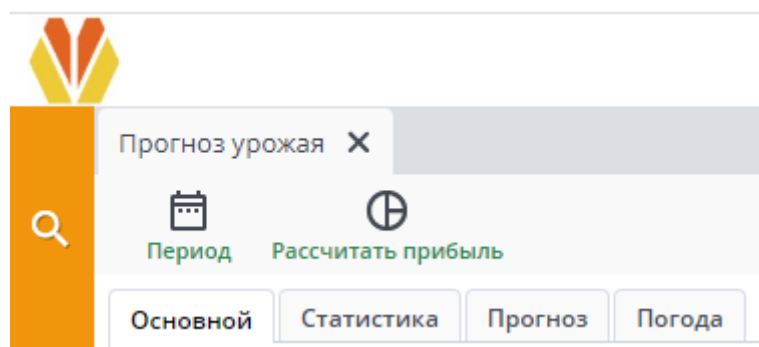 Прогноз урожая
Период Рассчитать прибыль
Основной Статистика Прогноз Погода